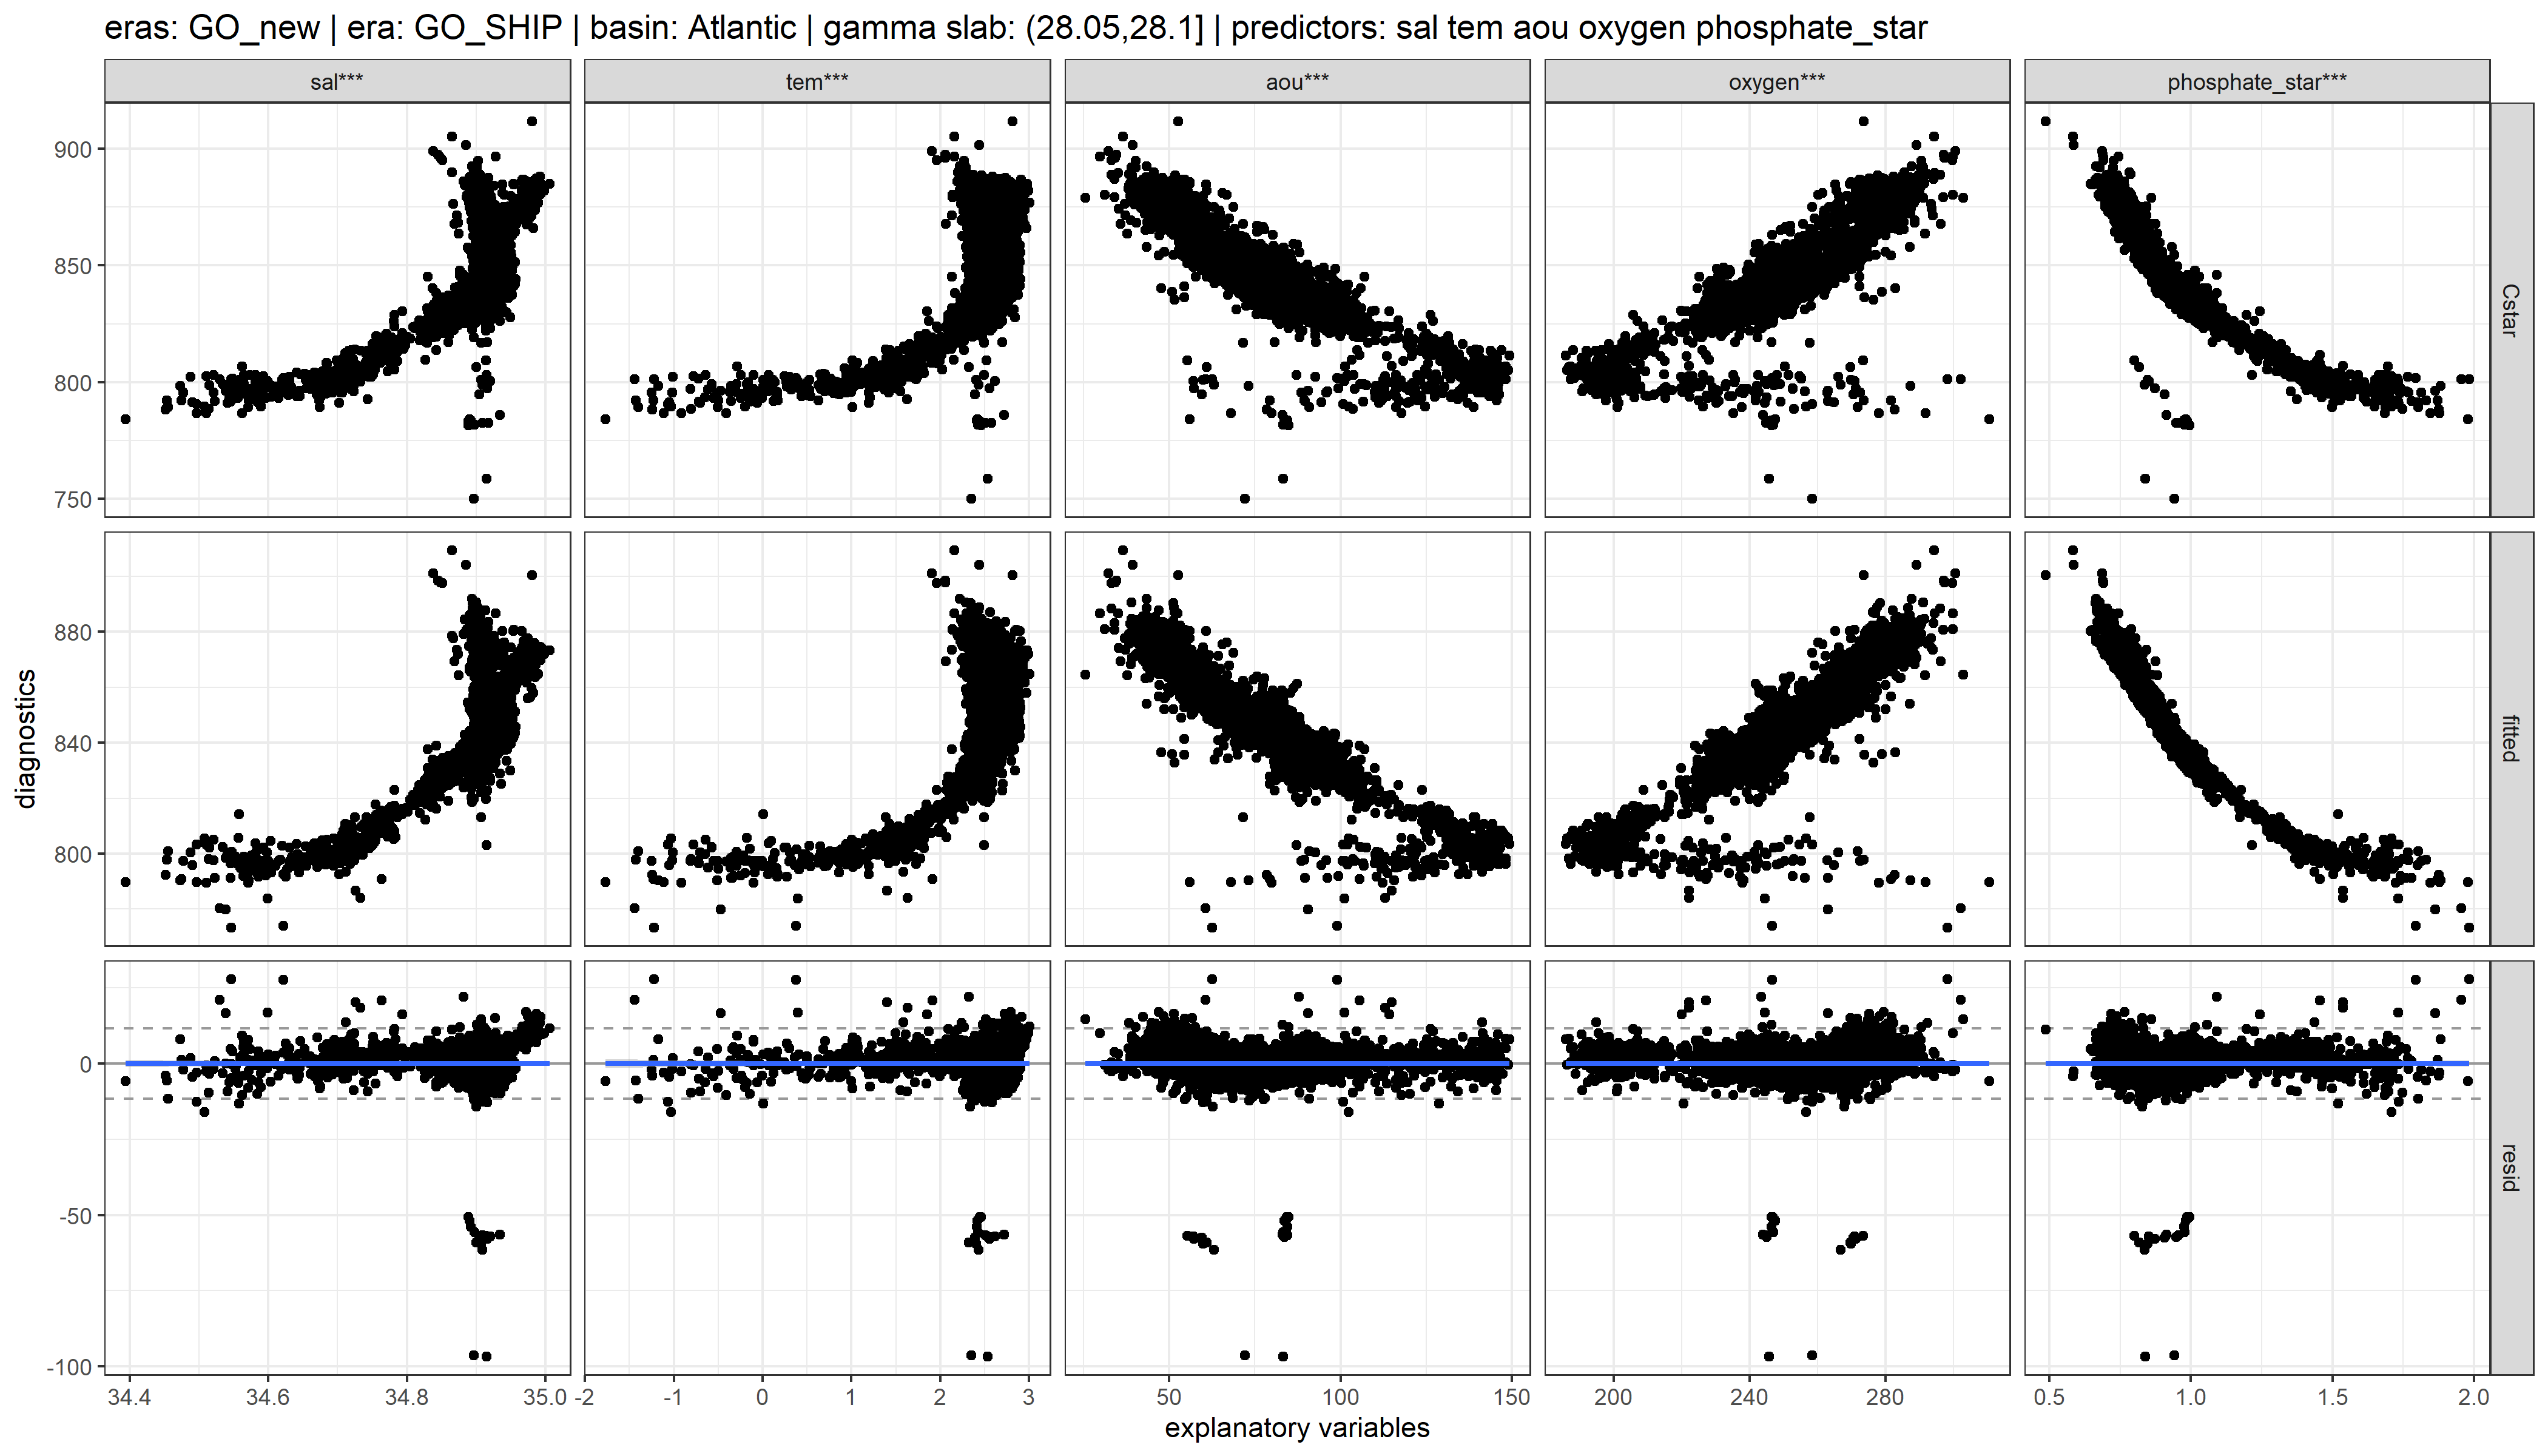 eras: GO_new | era: GO_SHIP | basin: Atlantic | gamma slab: (28.05,28.1] | predictors: sal tem aou oxygen phosphate_star
sal*** tem*** aou*** oxygen*** phosphate_star***
900
850
800
750
Cstar
880
840
800
fitted
diagnostics
0
-50
-100
resid
34.4 34.6 34.8 35.0 -2 -1 0 1 2 3 50 100 150 200 240 280 0.5 1.0 1.5 2.0
explanatory variables